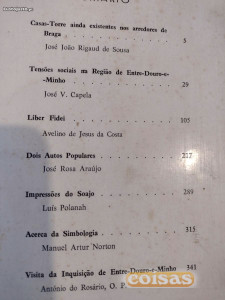 Casas-Torre ainda existentes nos arredores de
Braga 5
José João Rigaud de Sousa
Tensões sociais na Região de Entre-Douro-e-
-Minho 29
José V. Capela
Liber Fidei 105
Avelino de Jesus da Costa
Dois Autos Populares 227
José Rosa Araújo
Impressões do Soajo 289
Luís Polanah
Acerca da Simbologia 315
Manuel Artur Norton
Visita da Inquisição de Entre-Douro-e-Minho 341
António do Rosário, O. P.
coisas